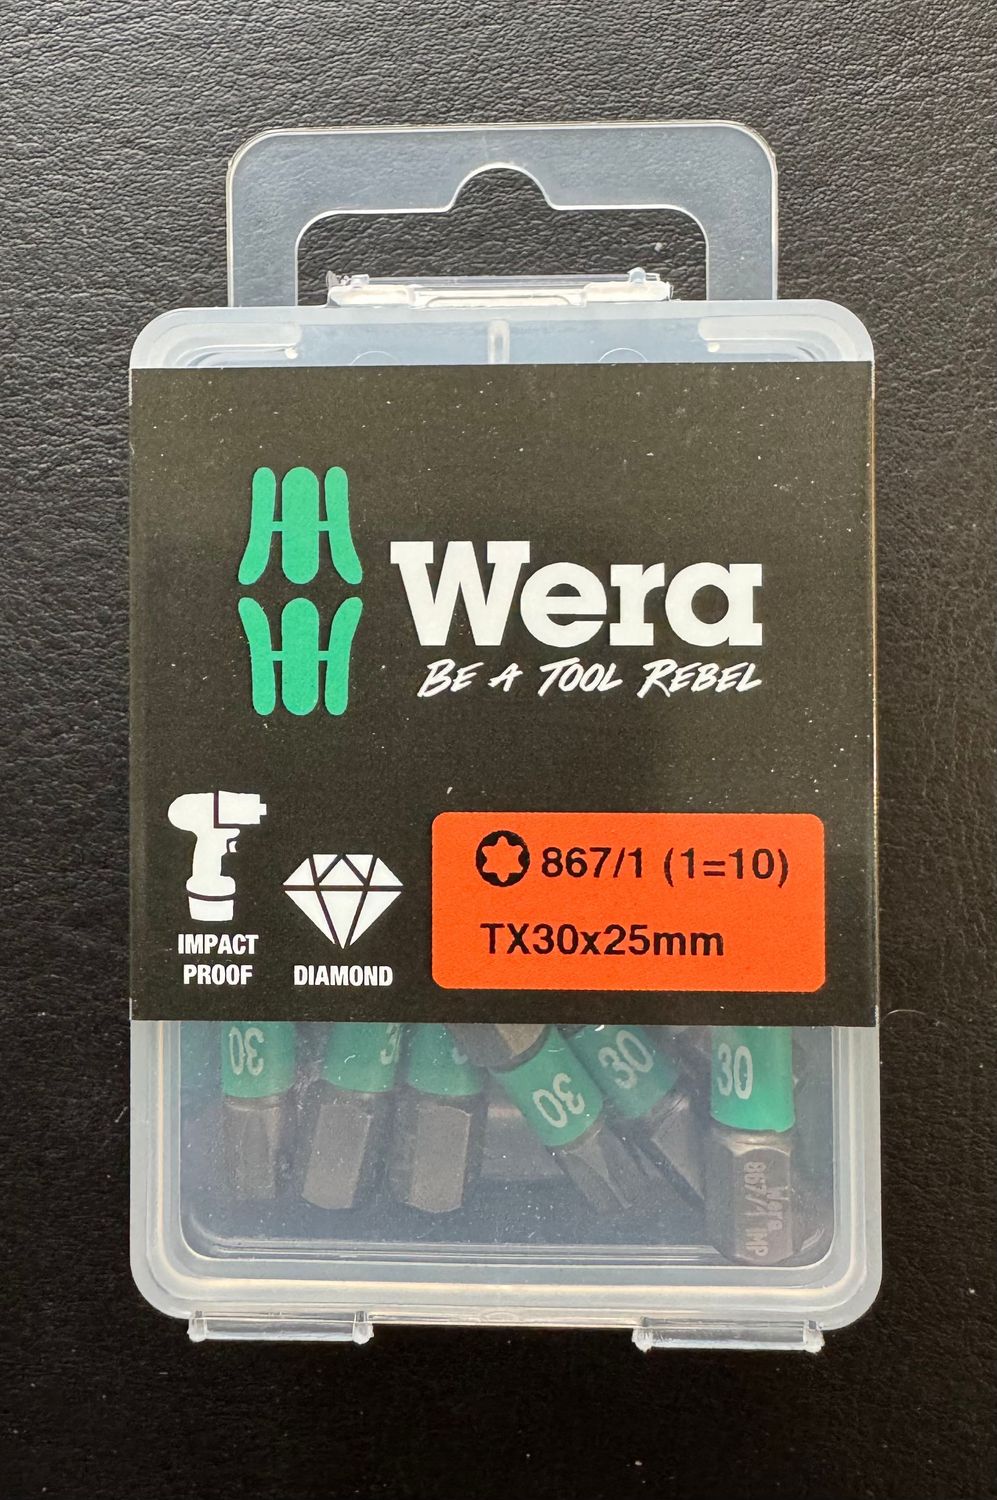 Wera
BE A TOOL REBEL
867/1 (1=10)
TX30x25mm
IMPACT
PROOF
DIAMOND
30
30
30
30
867/1 IMP
Wera